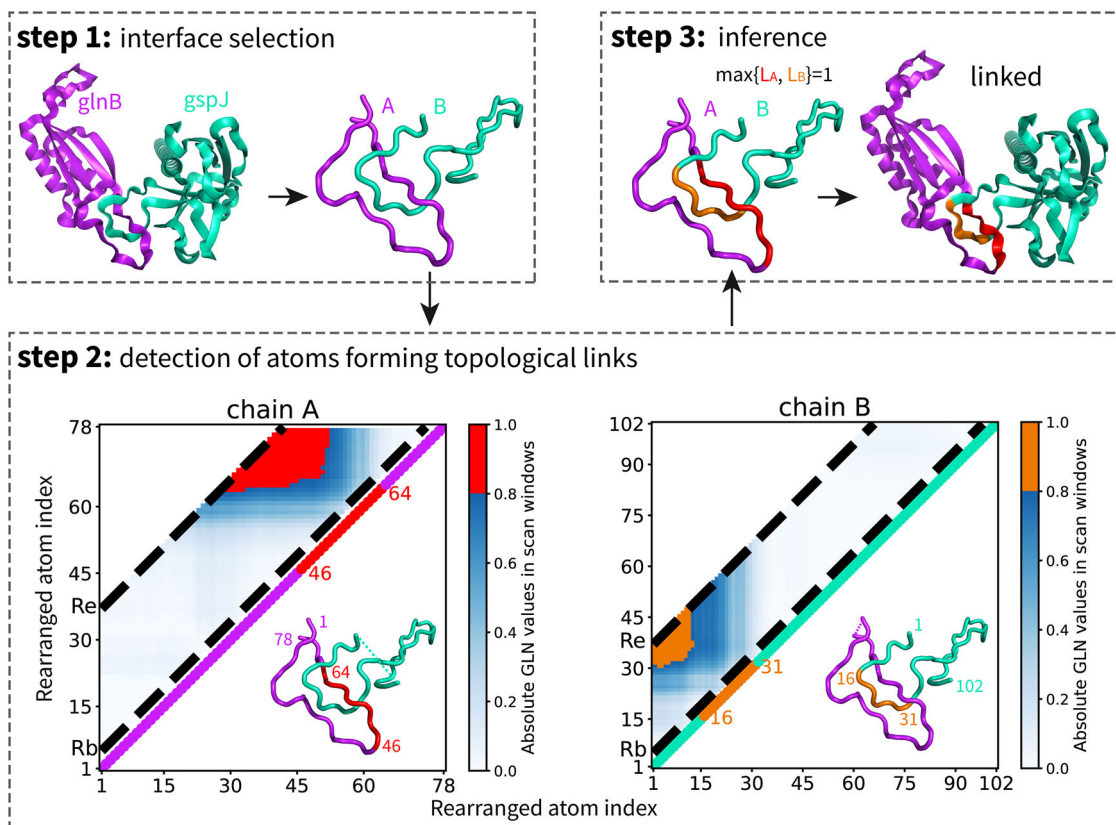 step 1: interface selection
glnB
gspJ
A
B
step 3: inference
max{LA, LB}=1
A
B
linked
step 2: detection of atoms forming topological links
chain A
78
60
45
Re
30
15
Rb
1
1
15
30
45
60
78
64
46
1
78
64
46
1.0
0.8
0.6
0.4
0.2
0.0
Absolute GLN values in scan windows
Rearranged atom index
chain B
102
90
75
60
45
Re
30
15
Rb
1
1
15
30
45
60
75
90
102
31
16
1
16
31
102
1.0
0.8
0.6
0.4
0.2
0.0
Absolute GLN values in scan windows
Rearranged atom index